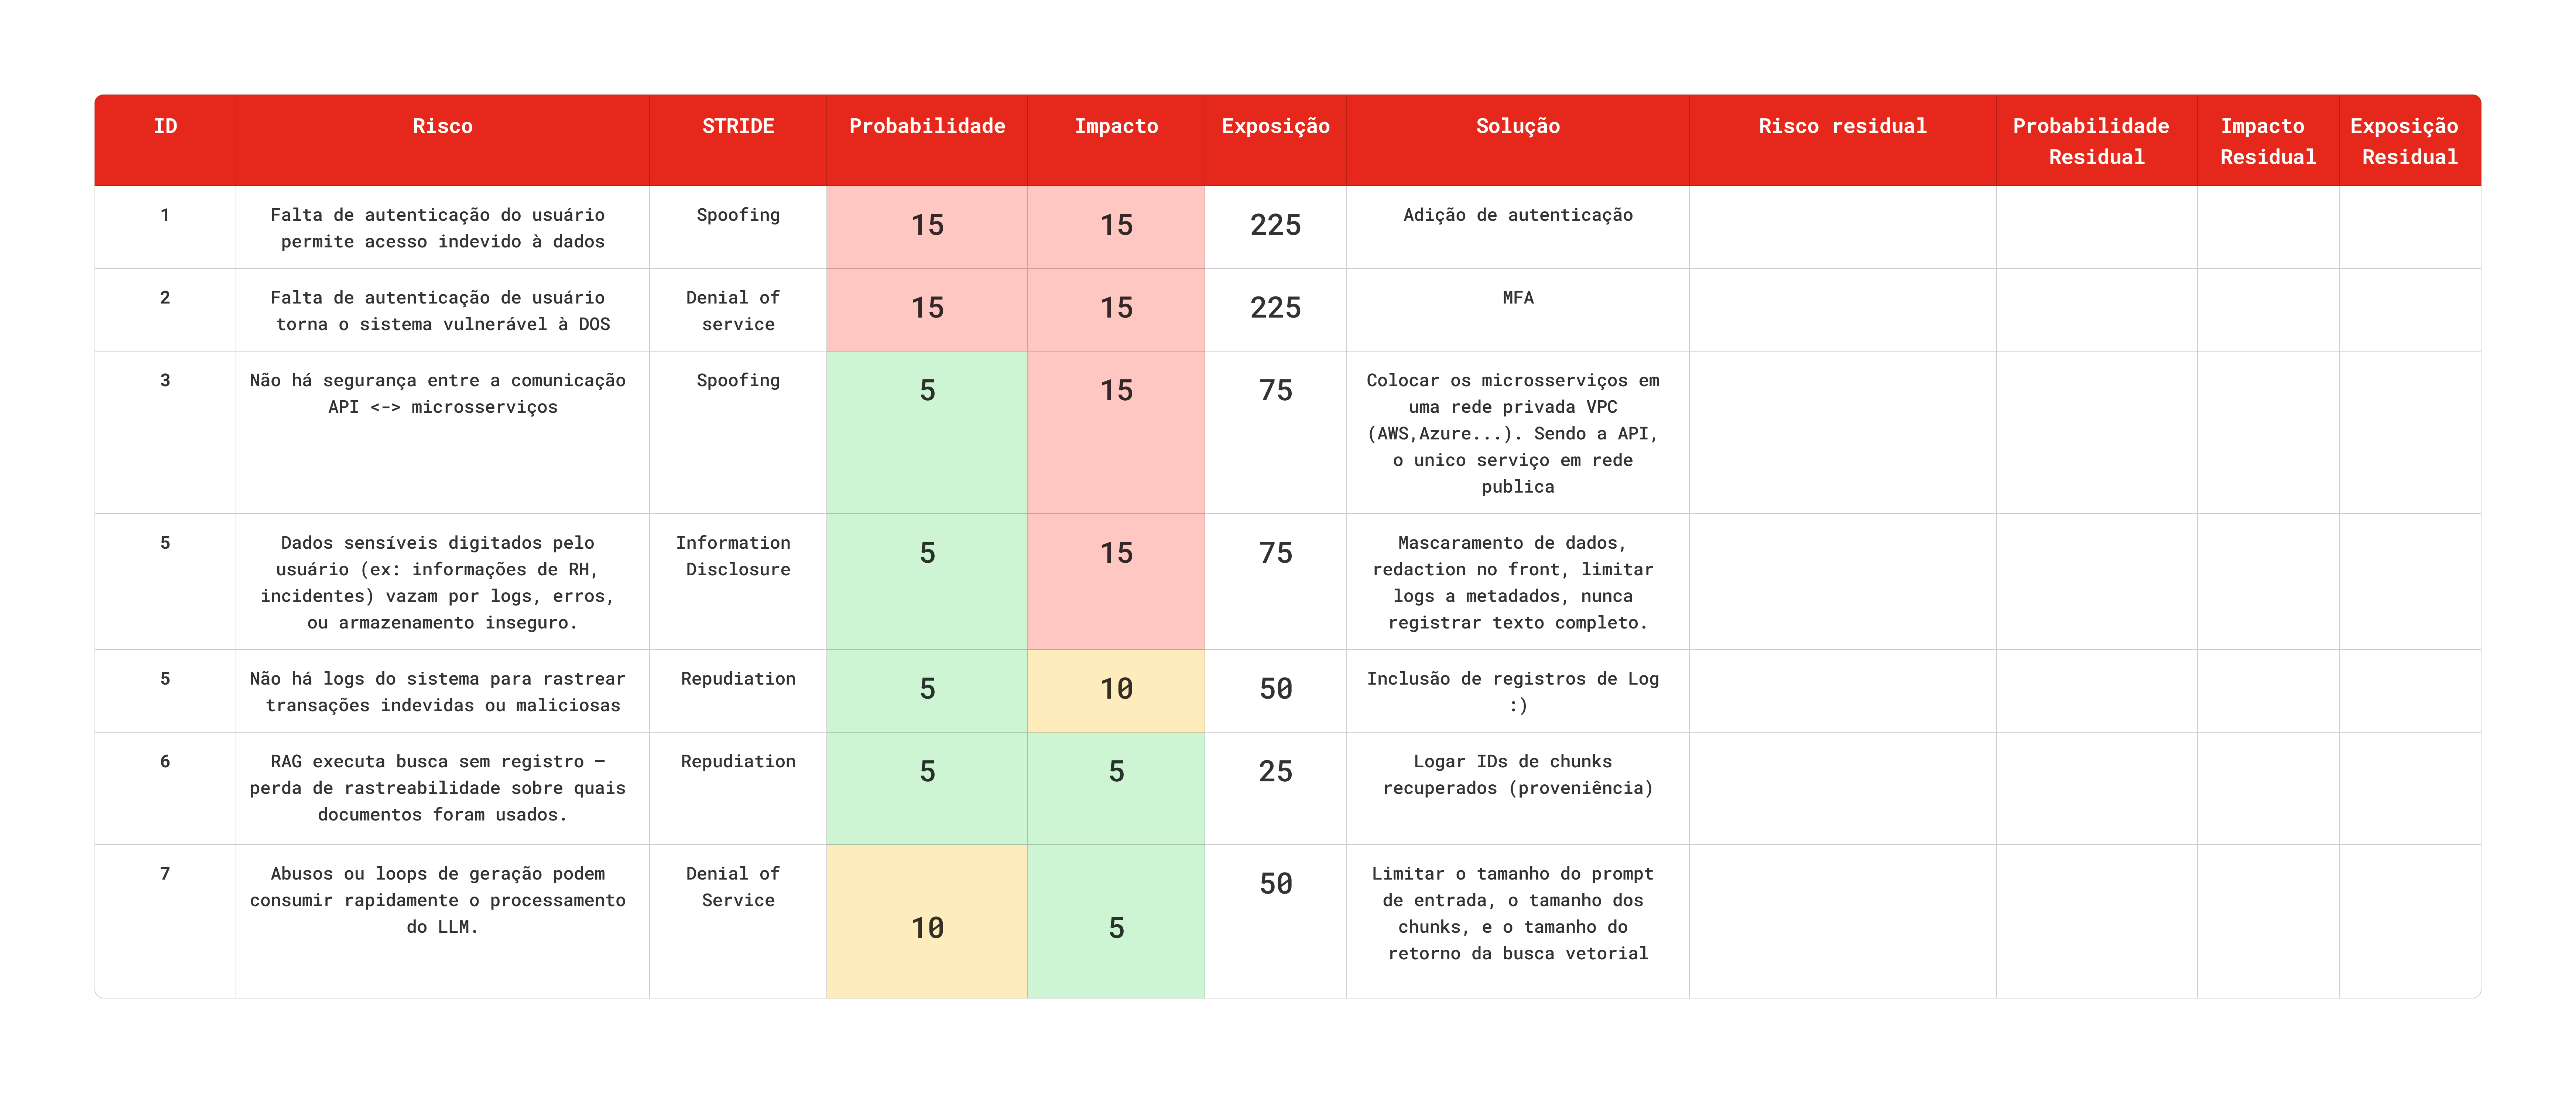 ID Risco STRIDE Probabilidade Impacto Exposição Solução Risco residual Probabilidade Impacto Exposição
Residual Residual Residual
1 Falta de autenticação do usuário Spoofing 15 15 225 Adição de autenticação
permite acesso indevido à dados
2 Falta de autenticação de usuário Denial of 15 15 225 MFA
torna o sistema vulnerável à DOS service
3 Não há segurança entre a comunicação Spoofing 5 15 75 Colocar os microsserviços em
API <-> microsserviços uma rede privada VPC
(AWS,Azure...). Sendo a API,
o unico serviço em rede
publica
5 Dados sensíveis digitados pelo Information 5 15 75 Mascaramento de dados,
usuário (ex: informações de RH, Disclosure redaction no front, limitar
incidentes) vazam por logs, erros, logs a metadados, nunca
ou armazenamento inseguro. registrar texto completo.
5 Não há logs do sistema para rastrear Repudiation 5 10 50 Inclusão de registros de Log
transações indevidas ou maliciosas :)
6 RAG executa busca sem registro — Repudiation 5 5 25 Logar IDs de chunks
perda de rastreabilidade sobre quais recuperados (proveniência)
documentos foram usados.
7 Abusos ou loops de geração podem Denial of 50 Limitar o tamanho do prompt
consumir rapidamente o processamento Service de entrada, o tamanho dos
do LLM. 10 5 chunks, e o tamanho do
retorno da busca vetorial